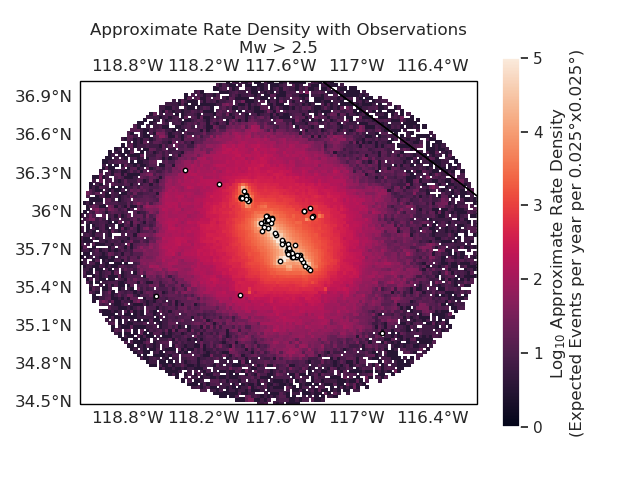 Approximate Rate Density with Observations
Mw > 2.5
118.8°W 118.2°W 117.6°W 117°W 116.4°W
36.9°N
36.6°N
36.3°N
36°N
35.7°N
35.4°N
35.1°N
34.8°N
34.5°N
118.8°W 118.2°W 117.6°W 117°W 116.4°W
5
4
3
2
1
0
Log₁₀ Approximate Rate Density
(Expected Events per year per 0.025°x0.025°)